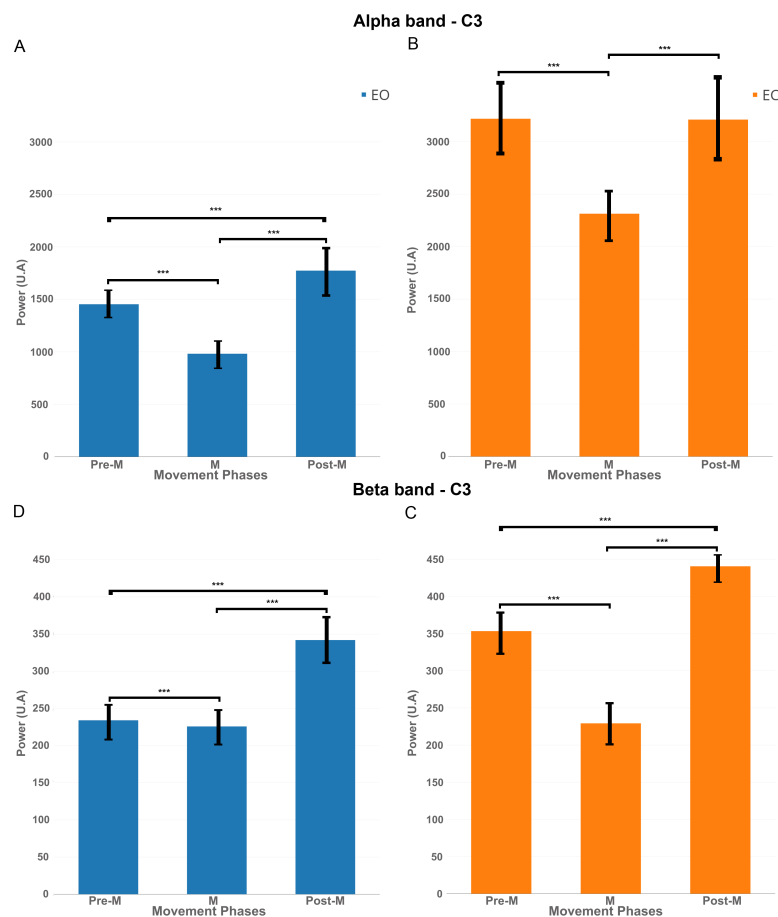 Alpha band - C3
A
EO
3000
2500
2000
1500
1000
500
0
Power (U.A)
***
***
***
Pre-M M Post-M
Movement Phases
B
EO
3000
2500
2000
1500
1000
500
0
Power (U.A)
***
***
Pre-M M Post-M
Movement Phases
Beta band - C3
D
450
400
350
300
250
200
150
100
50
0
Power (U.A)
***
***
***
Pre-M M Post-M
Movement Phases
C
450
400
350
300
250
200
150
100
50
0
Power (U.A)
***
***
***
Pre-M M Post-M
Movement Phases